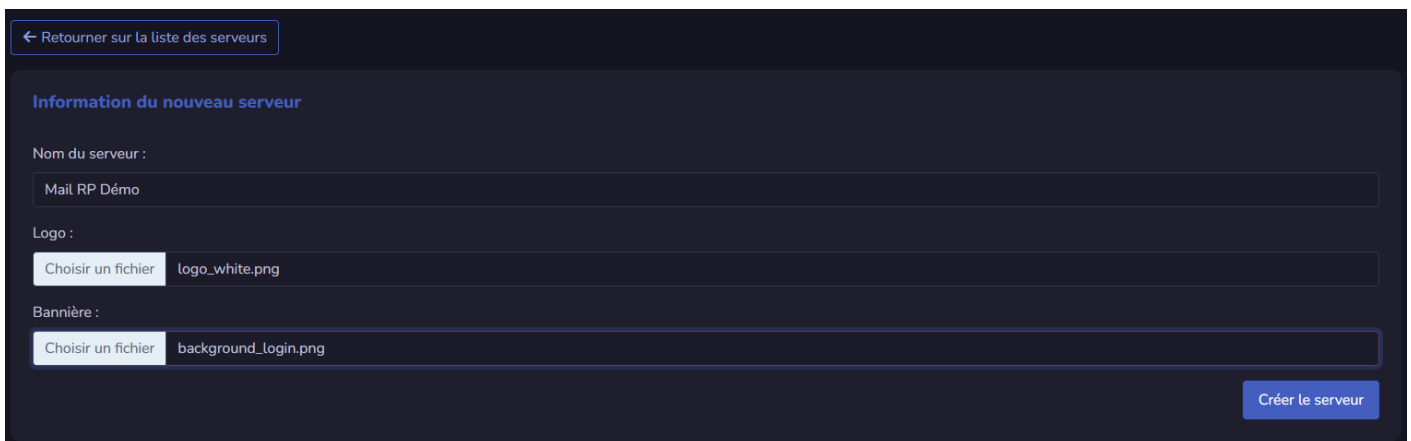 ← Retourner sur la liste des serveurs
Information du nouveau serveur
Nom du serveur :
Mail RP Démo
Logo :
Choisir un fichier logo_white.png
Bannière :
Choisir un fichier background_login.png
Créer le serveur